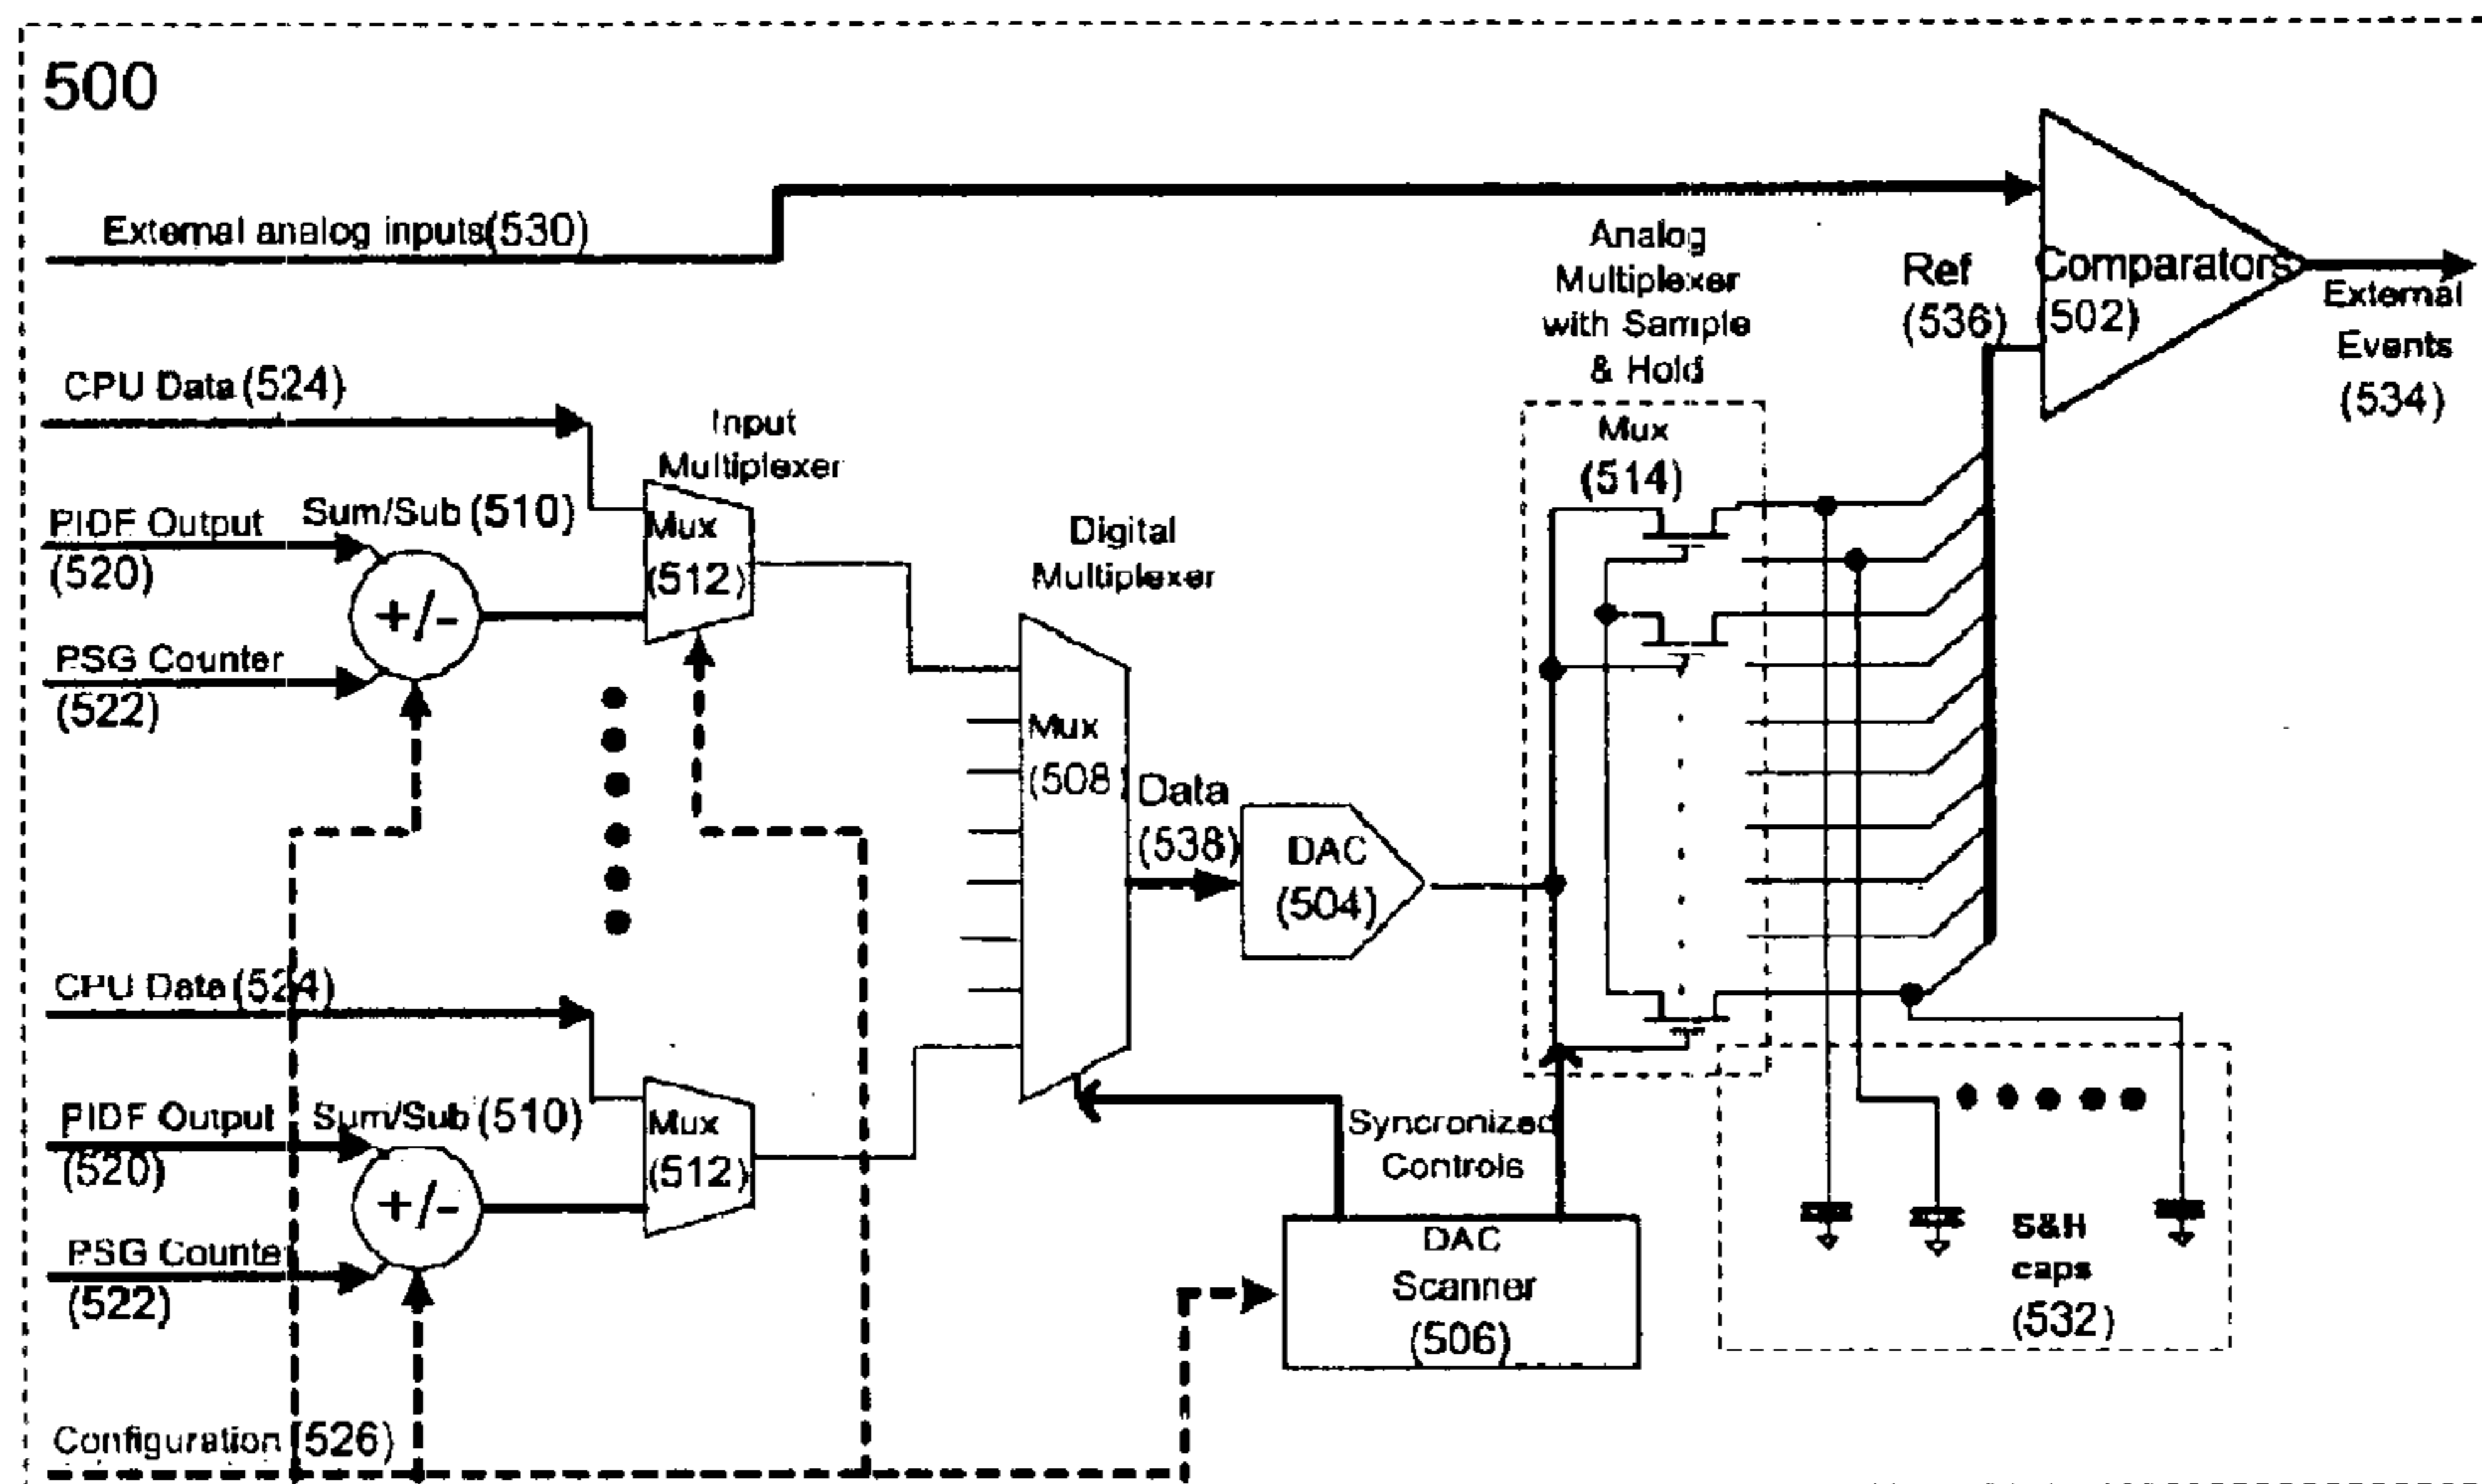 500
External analog inputs(530)
CPU Data (524)
PIDF Output
(520)
Sum/Sub (510)
+/-
PSG Counter
(522)
Input
Multiplexer
Mux
(512)
Digital
Multiplexer
Mux
(508)
Data
(538)
DAC
(504)
Analog
Multiplexer
with Sample
& Hold
Mux
(514)
Ref
(536)
Comparators
(502)
External
Events
(534)
CPU Data (524)
PIDF Output
(520)
Sum/Sub (510)
+/-
PSG Counte
(522)
Mux
(512)
Syncronized
Controls
DAC
Scanner
(506)
S&H
caps
(532)
Configuration (526)